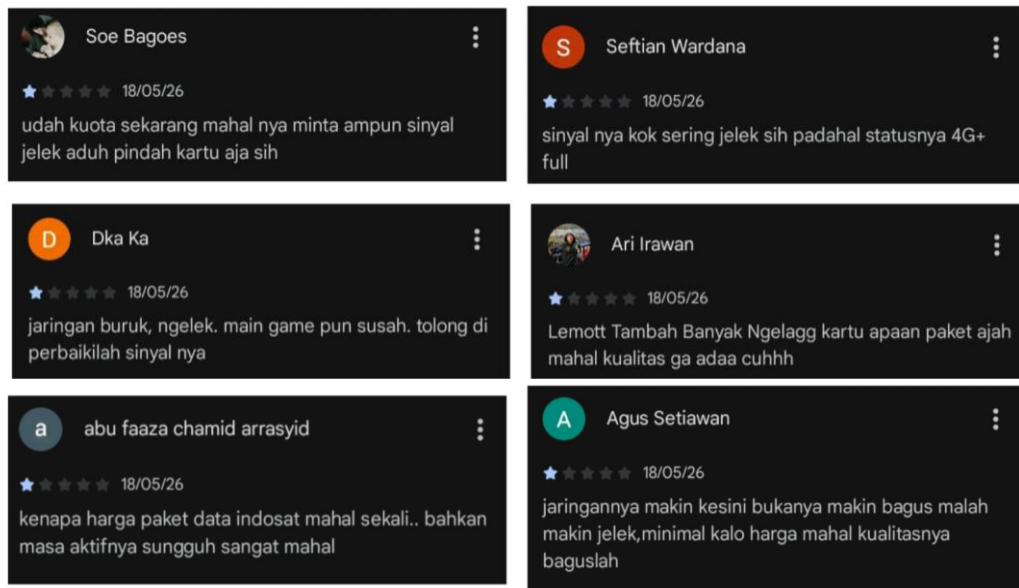 Soe Bagoes
18/05/26
udah kuota sekarang mahal nya minta ampun sinyal
jelek aduh pindah kartu aja sih
S
Seftian Wardana
18/05/26
sinyal nya kok sering jelek sih padahal statusnya 4G+
full
D
Dka Ka
18/05/26
jaringan buruk, ngelek. main game pun susah. tolong di
perbaikilah sinyal nya
Ari Irawan
18/05/26
Lemott Tambah Banyak Ngelagg kartu apaan paket ajah
mahal kualitas ga adaa cuhhh
a
abu faaza chamid arrasyid
18/05/26
kenapa harga paket data indosat mahal sekali.. bahkan
masa aktifnya sungguh sangat mahal
A
Agus Setiawan
18/05/26
jaringannya makin kesini bukanya makin bagus malah
makin jelek,minimal kalo harga mahal kualitasnya
baguslah